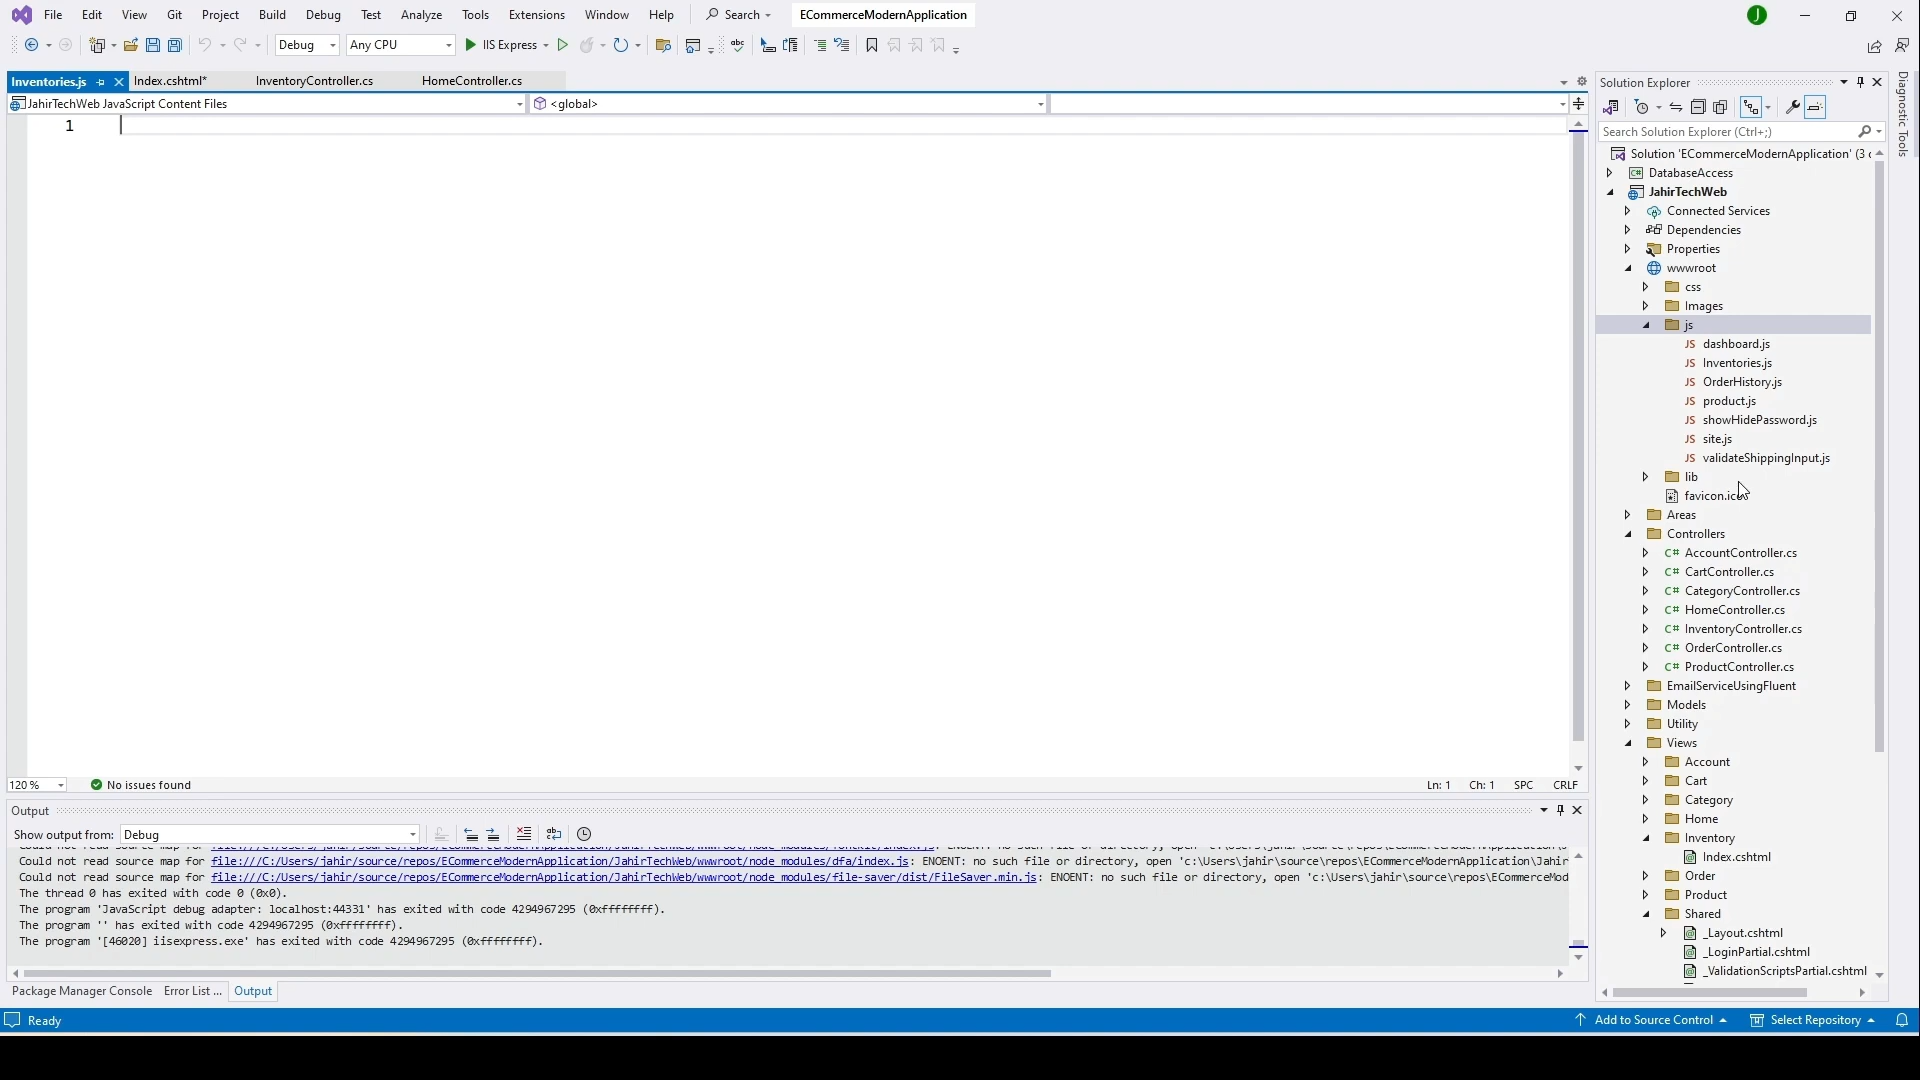 File Edit View Git Project Build Debug Test Analyze Tools Extensions Window Help Search ECommerceModernApplication J
Debug Any CPU IIS Express
Inventories.js Index.cshtml* InventoryController.cs HomeController.cs
JahirTechWeb JavaScript Content Files <global>
1
120 % No issues found Ln: 1 Ch: 1 SPC CRLF
Output
Show output from: Debug
Could not read source map for file:///C:/Users/jahir/source/repos/ECommerceModernApplication/JahirTechWeb/wwwroot/node_modules/dfa/index.js: ENOENT: no such file or directory, open 'c:\Users\jahir\source\repos\ECommerceModernApplication\Jahir
Could not read source map for file:///C:/Users/jahir/source/repos/ECommerceModernApplication/JahirTechWeb/wwwroot/node_modules/file-saver/dist/FileSaver.min.js: ENOENT: no such file or directory, open 'c:\Users\jahir\source\repos\ECommerceMod
The thread 0 has exited with code 0 (0x0).
The program 'JavaScript debug adapter: localhost:44331' has exited with code 4294967295 (0xffffffff).
The program '' has exited with code 4294967295 (0xffffffff).
The program '[46020] iisexpress.exe' has exited with code 4294967295 (0xffffffff).
Package Manager Console Error List ... Output
Solution Explorer
Search Solution Explorer (Ctrl+;)
Solution 'ECommerceModernApplication' (3
DatabaseAccess
JahirTechWeb
Connected Services
Dependencies
Properties
wwwroot
css
Images
js
dashboard.js
Inventories.js
OrderHistory.js
product.js
showHidePassword.js
site.js
validateShippingInput.js
lib
favicon.ico
Areas
Controllers
AccountController.cs
CartController.cs
CategoryController.cs
HomeController.cs
InventoryController.cs
OrderController.cs
ProductController.cs
EmailServiceUsingFluent
Models
Utility
Views
Account
Cart
Category
Home
Inventory
Index.cshtml
Order
Product
Shared
_Layout.cshtml
_LoginPartial.cshtml
_ValidationScriptsPartial.cshtml
Diagnostic Tools
Ready Add to Source Control Select Repository